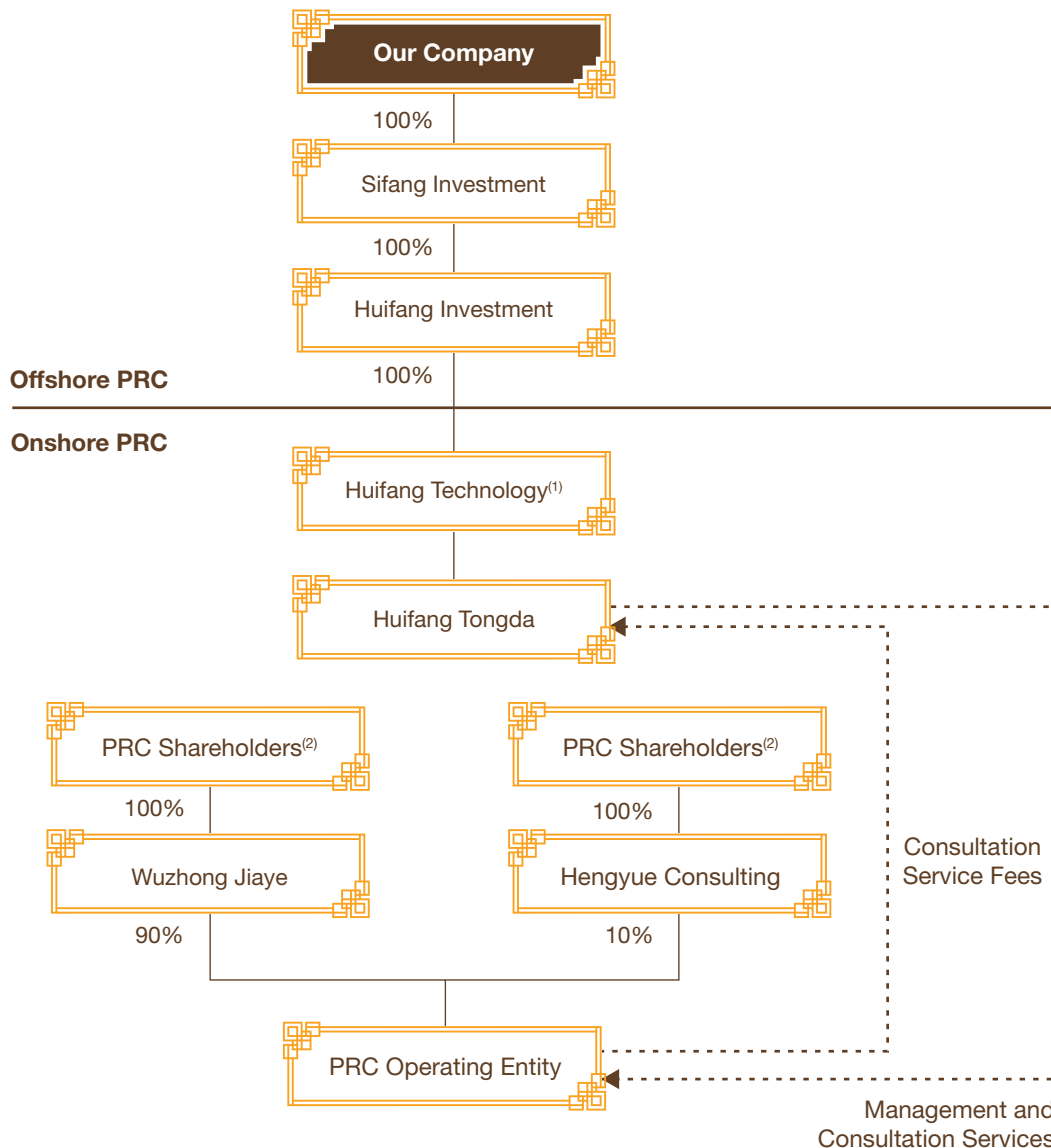 Our Company
100%
Sifang Investment
100%
Huifang Investment
100%
Offshore PRC
Onshore PRC
Huifang Technology(1)
Huifang Tongda
PRC Shareholders(2)
PRC Shareholders(2)
100%
100%
Wuzhong Jiaye
Hengyue Consulting
Consultation
Service Fees
90%
10%
PRC Operating Entity
Management and
Consultation Services